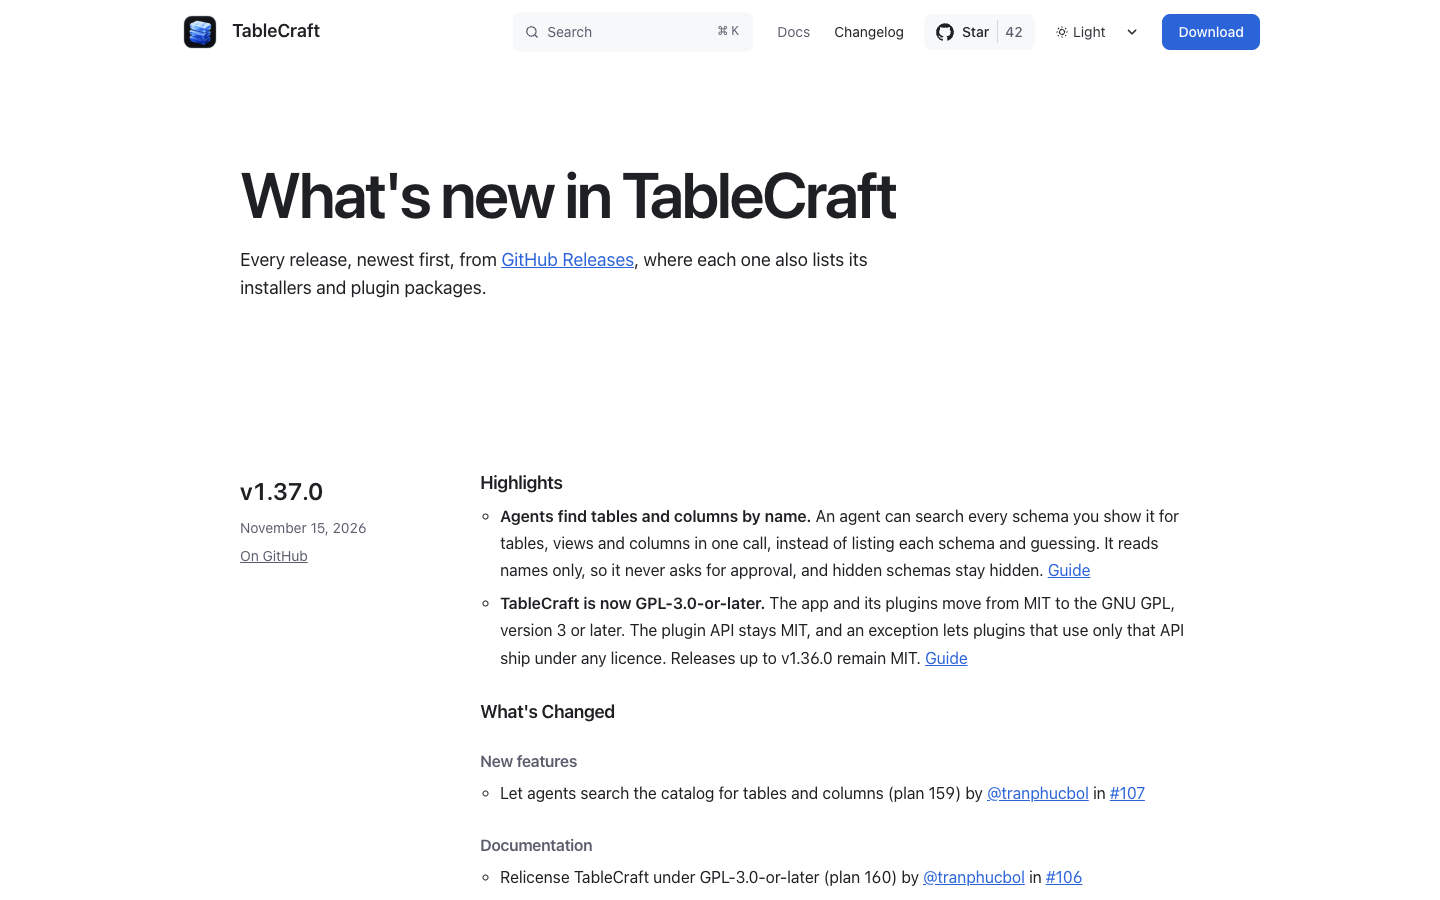 TableCraft
Search
⌘ K
Docs
Changelog
Star
42
Light
Download
What's new in TableCraft
Every release, newest first, from GitHub Releases, where each one also lists its
installers and plugin packages.
v1.37.0
November 15, 2026
On GitHub
Highlights
Agents find tables and columns by name. An agent can search every schema you show it for
tables, views and columns in one call, instead of listing each schema and guessing. It reads
names only, so it never asks for approval, and hidden schemas stay hidden. Guide
TableCraft is now GPL-3.0-or-later. The app and its plugins move from MIT to the GNU GPL,
version 3 or later. The plugin API stays MIT, and an exception lets plugins that use only that API
ship under any licence. Releases up to v1.36.0 remain MIT. Guide
What's Changed
New features
Let agents search the catalog for tables and columns (plan 159) by @tranphucbol in #107
Documentation
Relicense TableCraft under GPL-3.0-or-later (plan 160) by @tranphucbol in #106